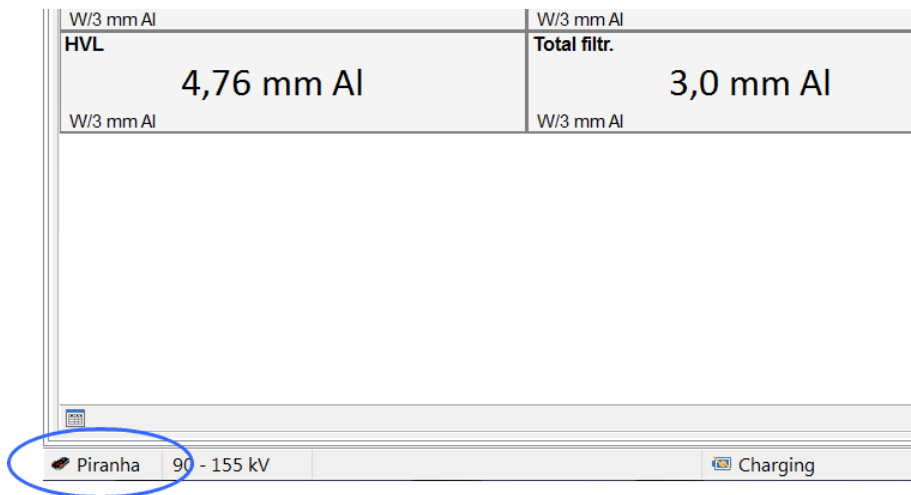 W/3 mm Al W/3 mm Al
HVL Total filtr.
4,76 mm Al 3,0 mm Al
W/3 mm Al W/3 mm Al
Piranha 90 - 155 kV Charging